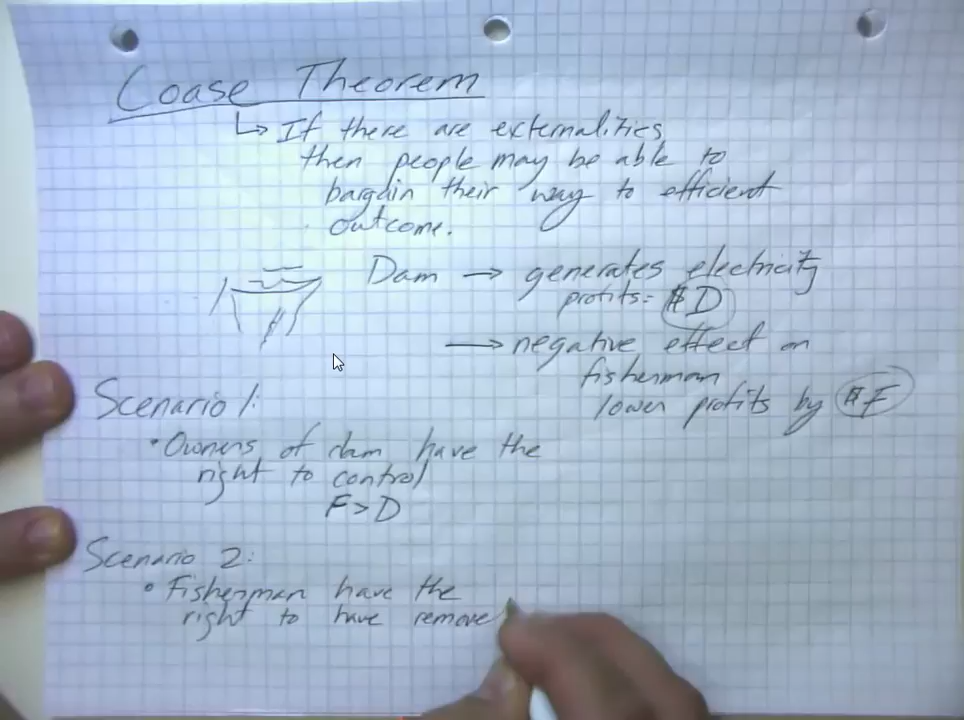 Coase Theorem
↳ If there are externalities
then people may be able to
bargain their way to efficient
outcome.
Dam → generates electricity
profits = $D
→ negative effect on
fisherman
lower profits by $F
Scenario 1:
• Owners of dam have the
right to control
F > D
Scenario 2:
• Fisherman have the
right to have remove